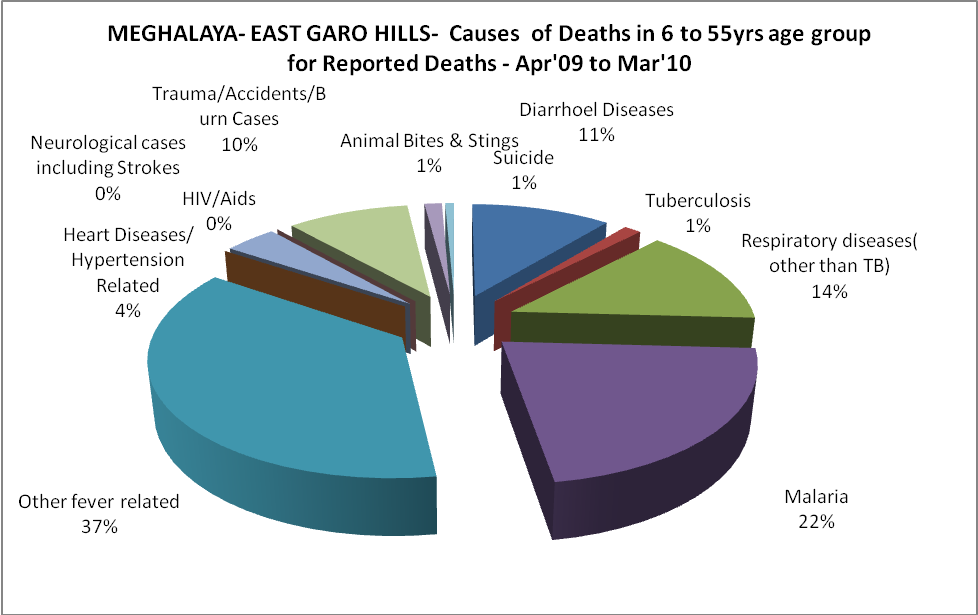 MEGHALAYA- EAST GARO HILLS-  Causes  of Deaths in 6 to 55yrs age group
for Reported Deaths - Apr'09 to Mar'10
Trauma/Accidents/B
urn Cases
10%
Animal Bites & Stings
1%
Diarrhoel Diseases
11%
Suicide
1%
Neurological cases
including Strokes
0%
HIV/Aids
0%
Tuberculosis
1%
Heart Diseases/
Hypertension
Related
4%
Respiratory diseases(
other than TB)
14%
Other fever related
37%
Malaria
22%